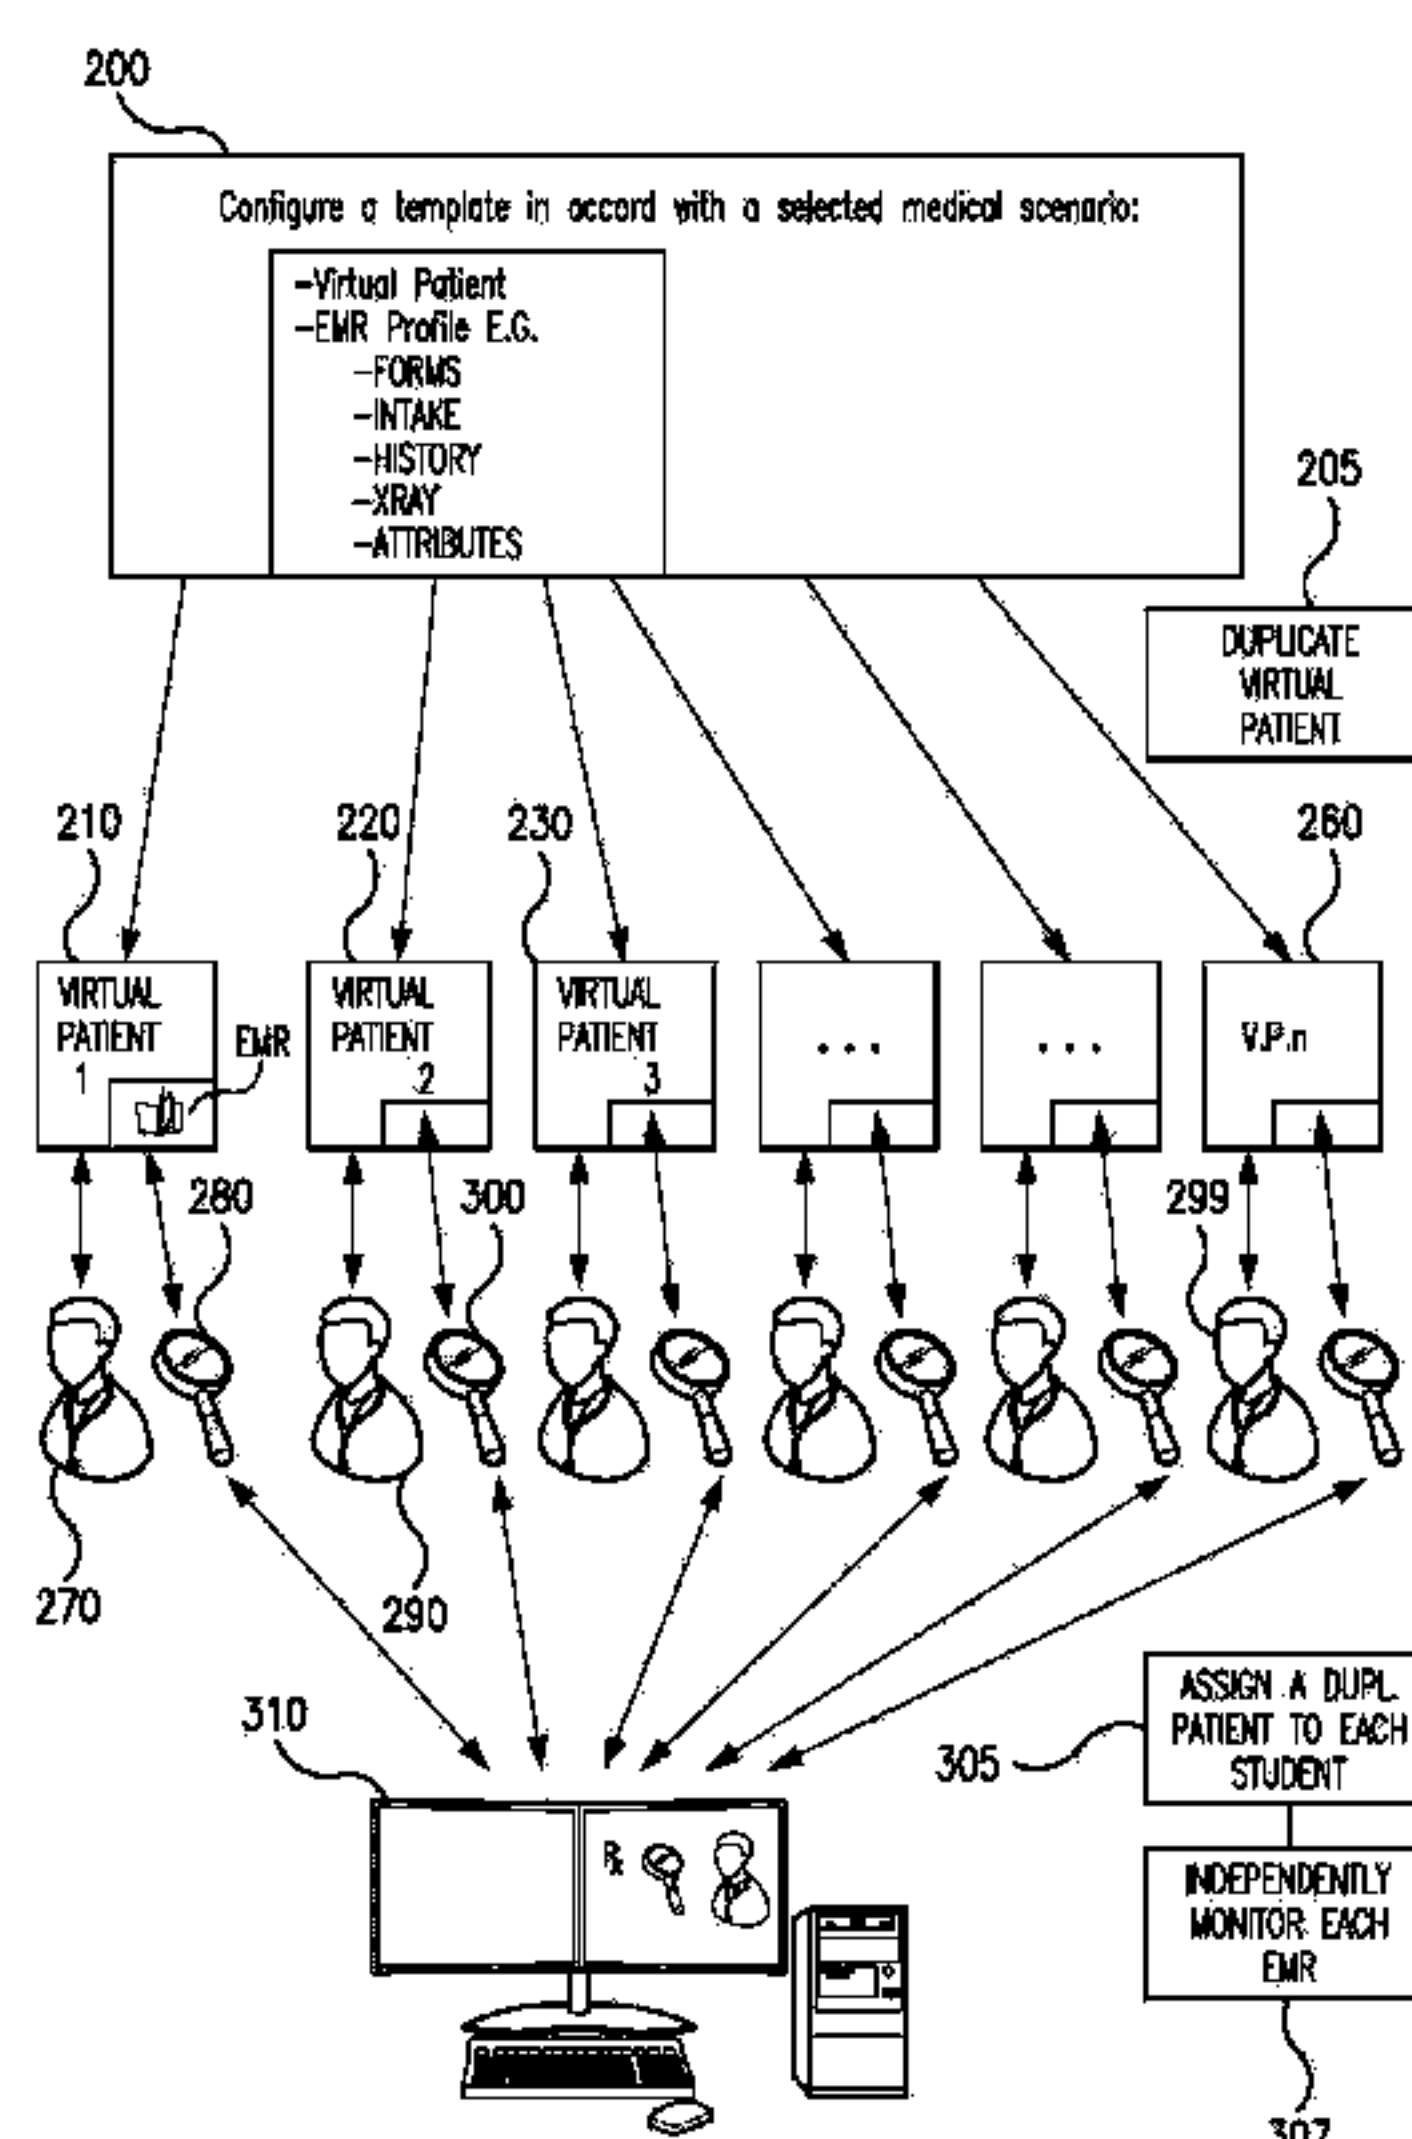 200
Configure a template in accord with a selected medical scenario:
-Virtual Patient
-EMR Profile E.G.
-FORMS
-INTAKE
-HISTORY
-XRAY
-ATTRIBUTES
205
DUPLICATE
VIRTUAL
PATIENT
210
220
230
260
VIRTUAL
PATIENT
1
EMR
VIRTUAL
PATIENT
2
VIRTUAL
PATIENT
3
...
...
V.P.n
280
300
299
270
290
310
305
ASSIGN A DUPL.
PATIENT TO EACH
STUDENT
INDEPENDENTLY
MONITOR EACH
EMR
Rx
307